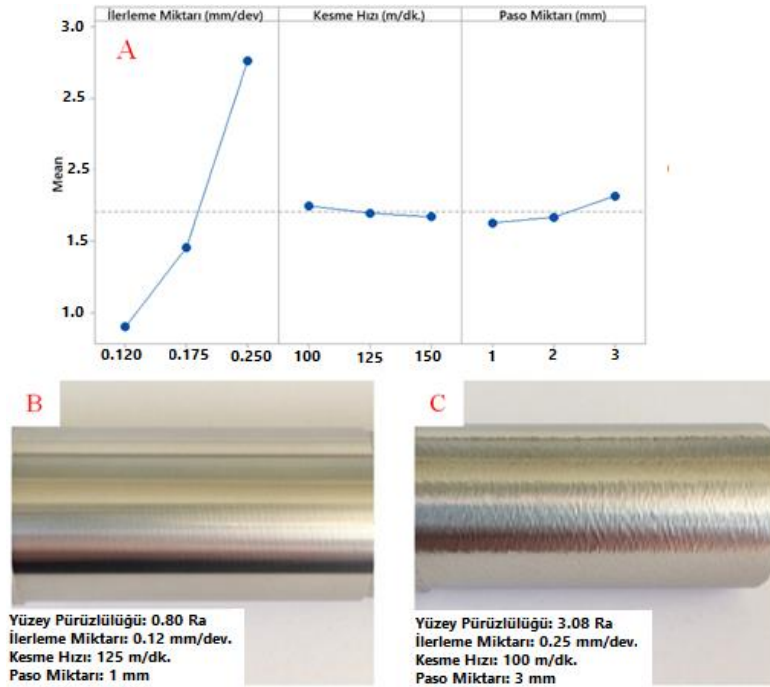 İlerleme Miktarı (mm/dev) Kesme Hızı (m/dk.) Paso Miktarı (mm)
A
3.0
2.5
2.5
1.5
1.0
Mean
0.120 0.175 0.250 100 125 150 1 2 3
B
Yüzey Pürüzlülüğü: 0.80 Ra
İlerleme Miktarı: 0.12 mm/dev.
Kesme Hızı: 125 m/dk.
Paso Miktarı: 1 mm
C
Yüzey Pürüzlülüğü: 3.08 Ra
İlerleme Miktarı: 0.25 mm/dev.
Kesme Hızı: 100 m/dk.
Paso Miktarı: 3 mm